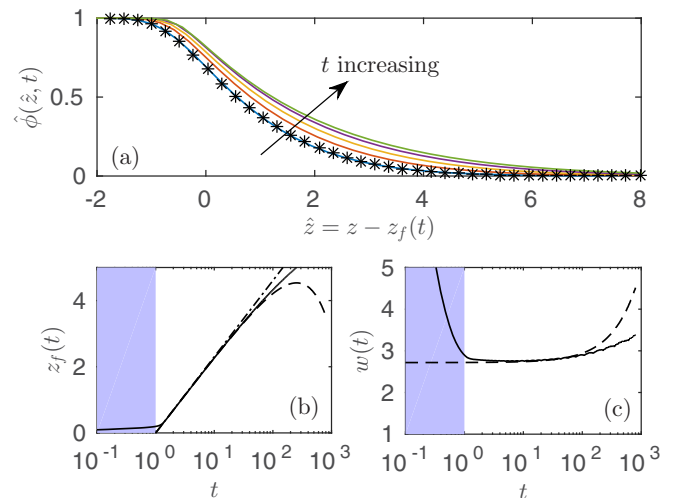 1
0.5
0
ϕ̂(ẑ, t)
t increasing
(a)
-2 0 2 4 6 8
ẑ = z − z_f(t)
4
2
0
z_f(t)
(b)
10^-1 10^0 10^1 10^2 10^3
t
5
4
3
2
1
w(t)
(c)
10^-1 10^0 10^1 10^2 10^3
t